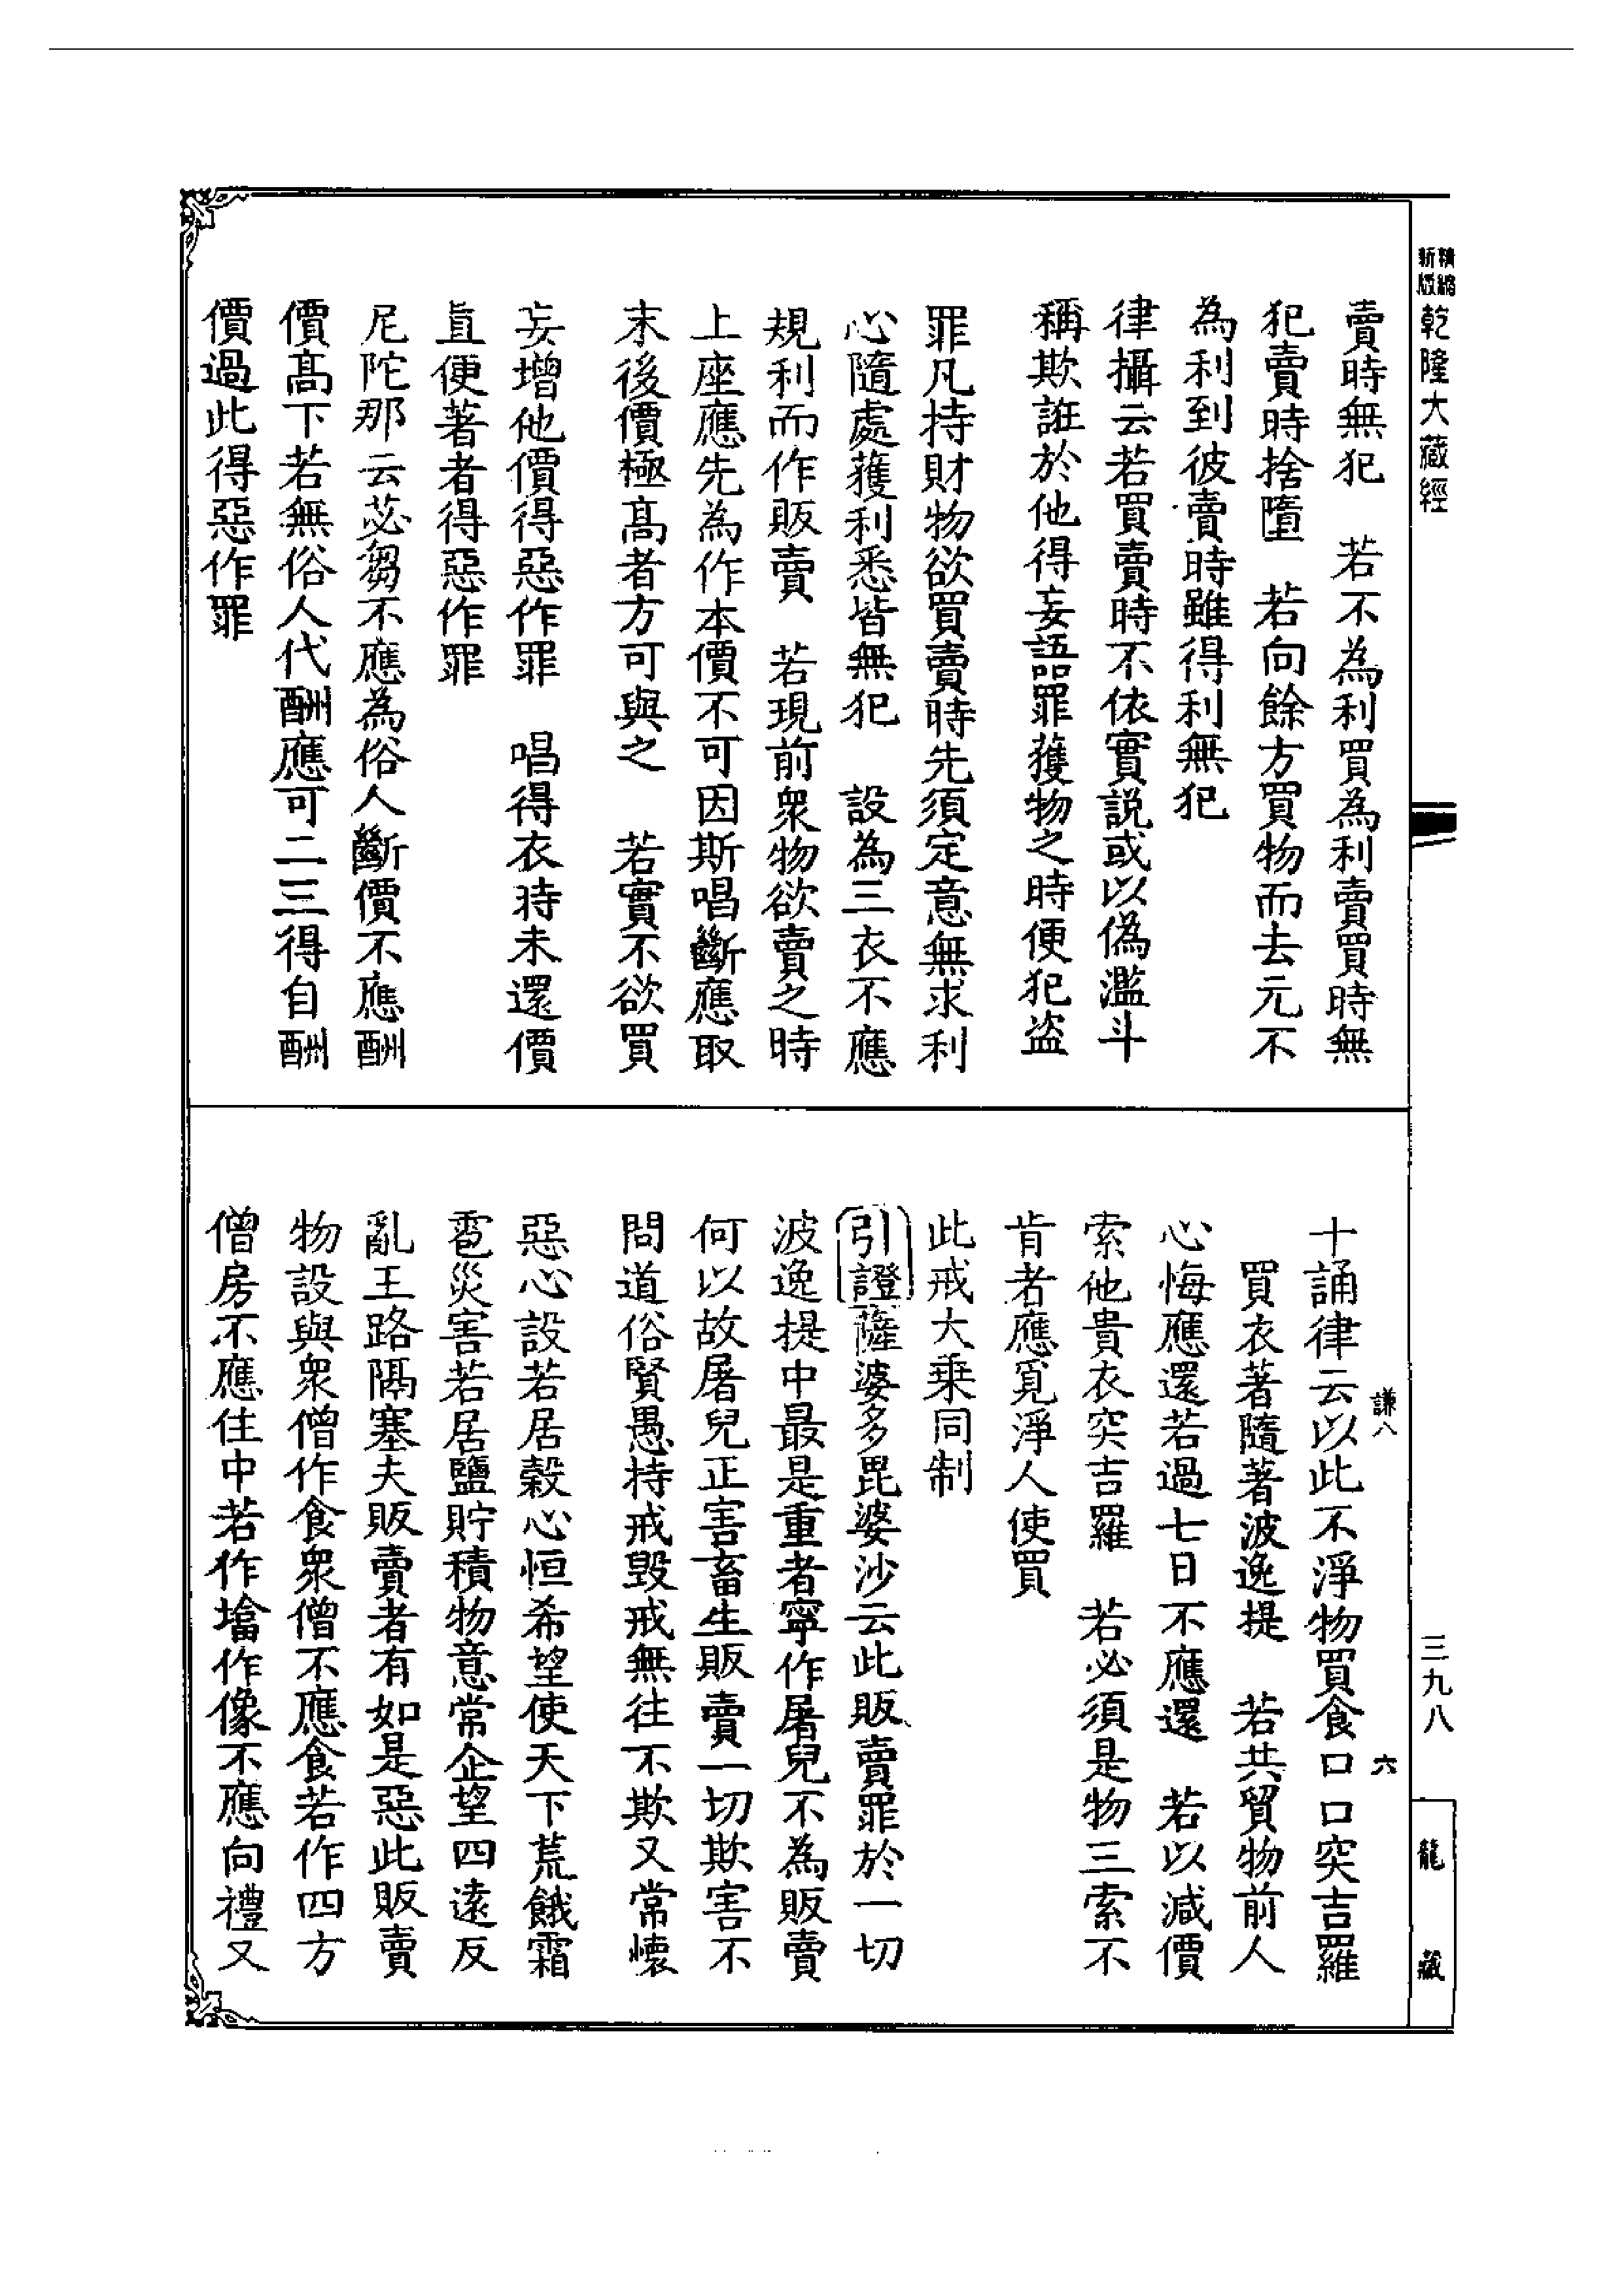 精編新版乾隆大藏經
三九八
龍藏
賣時無犯　若不為利買為利賣買時無
犯賣時捨墮　若向餘方買物而去元不
為利到彼賣時雖得利無犯
律攝云若買賣時不依實說或以偽濫斗
稱欺誑於他得妄語罪獲物之時便犯盜
罪凡持財物欲買賣時先須定意無求利
心隨處獲利悉皆無犯　設為三衣不應
規利而作販賣　若現前眾物欲賣之時
上座應先為作本價不可因斯唱斷應取
末後價極高者方可與之　若實不欲買
妄增他價得惡作罪　唱得衣時未還價
直便著者得惡作罪
尼陀那云苾芻不應為俗人斷價不應酬
價高下若無俗人代酬應可二三得自酬
價過此得惡作罪
謙八
六
十誦律云以此不淨物買食口口突吉羅
買衣著隨著波逸提　若共貿物前人
心悔應還若過七日不應還　若以減價
索他貴衣突吉羅　若必須是物三索不
肯者應覓淨人使買
此戒大乘同制
引證薩婆多毘婆沙云此販賣罪於一切
波逸提中最是重者寧作屠兒不為販賣
何以故屠兒正害畜生販賣一切欺害不
問道俗賢愚持戒毀戒無往不欺又常懷
惡心設若居穀心恒希望使天下荒餓霜
雹災害若居鹽貯積物意常企望四遠反
亂王路隔塞夫販賣者有如是惡此販賣
物設與眾僧作食眾僧不應食若作四方
僧房不應住中若作塔作像不應向禮又